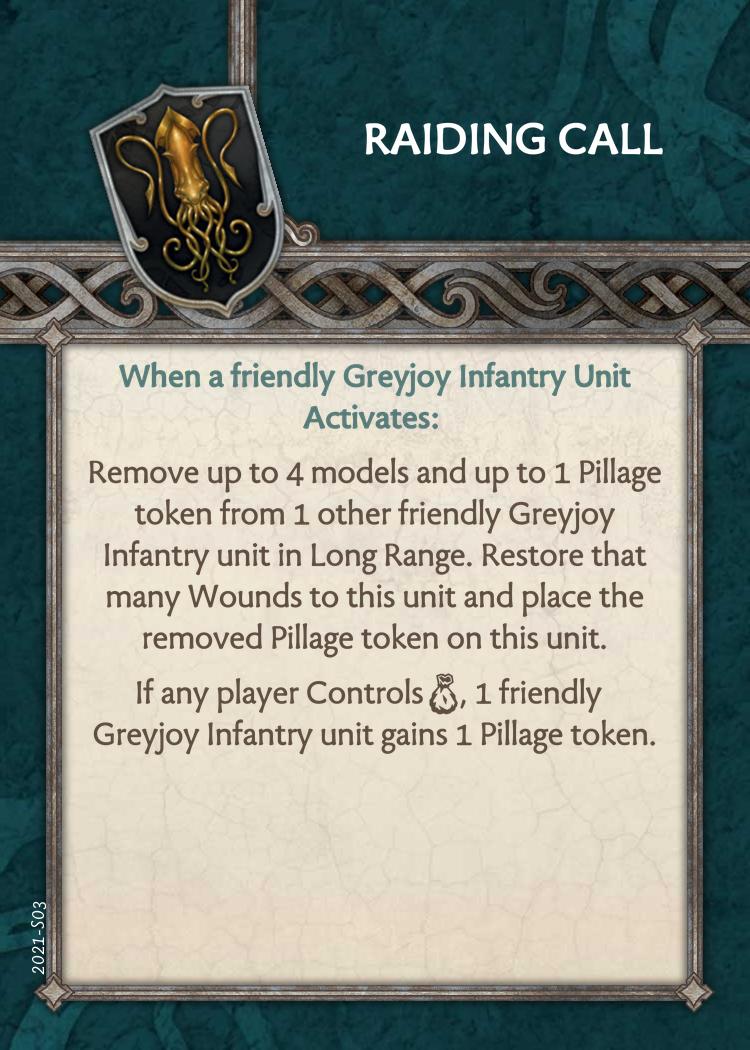 RAIDING CALL
When a friendly Greyjoy Infantry Unit
Activates:
Remove up to 4 models and up to 1 Pillage
token from 1 other friendly Greyjoy
Infantry unit in Long Range. Restore that
many Wounds to this unit and place the
removed Pillage token on this unit.
If any player Controls , 1 friendly
Greyjoy Infantry unit gains 1 Pillage token.
2021-S03